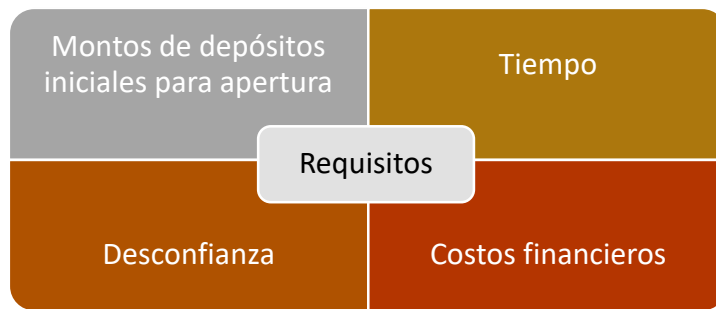 Montos de depósitos
iniciales para apertura
Tiempo
Requisitos
Desconfianza
Costos financieros